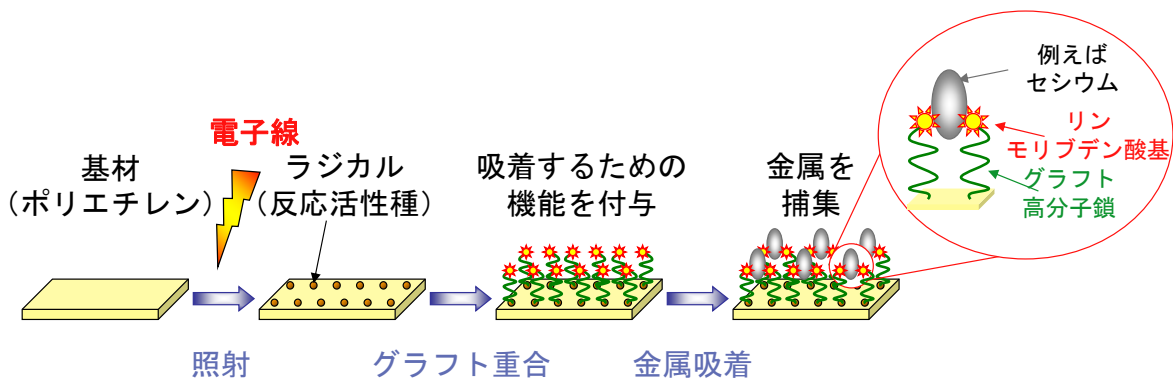 電子線
基材
（ポリエチレン）
ラジカル
（反応活性種）
吸着するための
機能を付与
金属を
捕集
例えば
セシウム
リン
モリブデン酸基
グラフト
高分子鎖
照射
グラフト重合
金属吸着